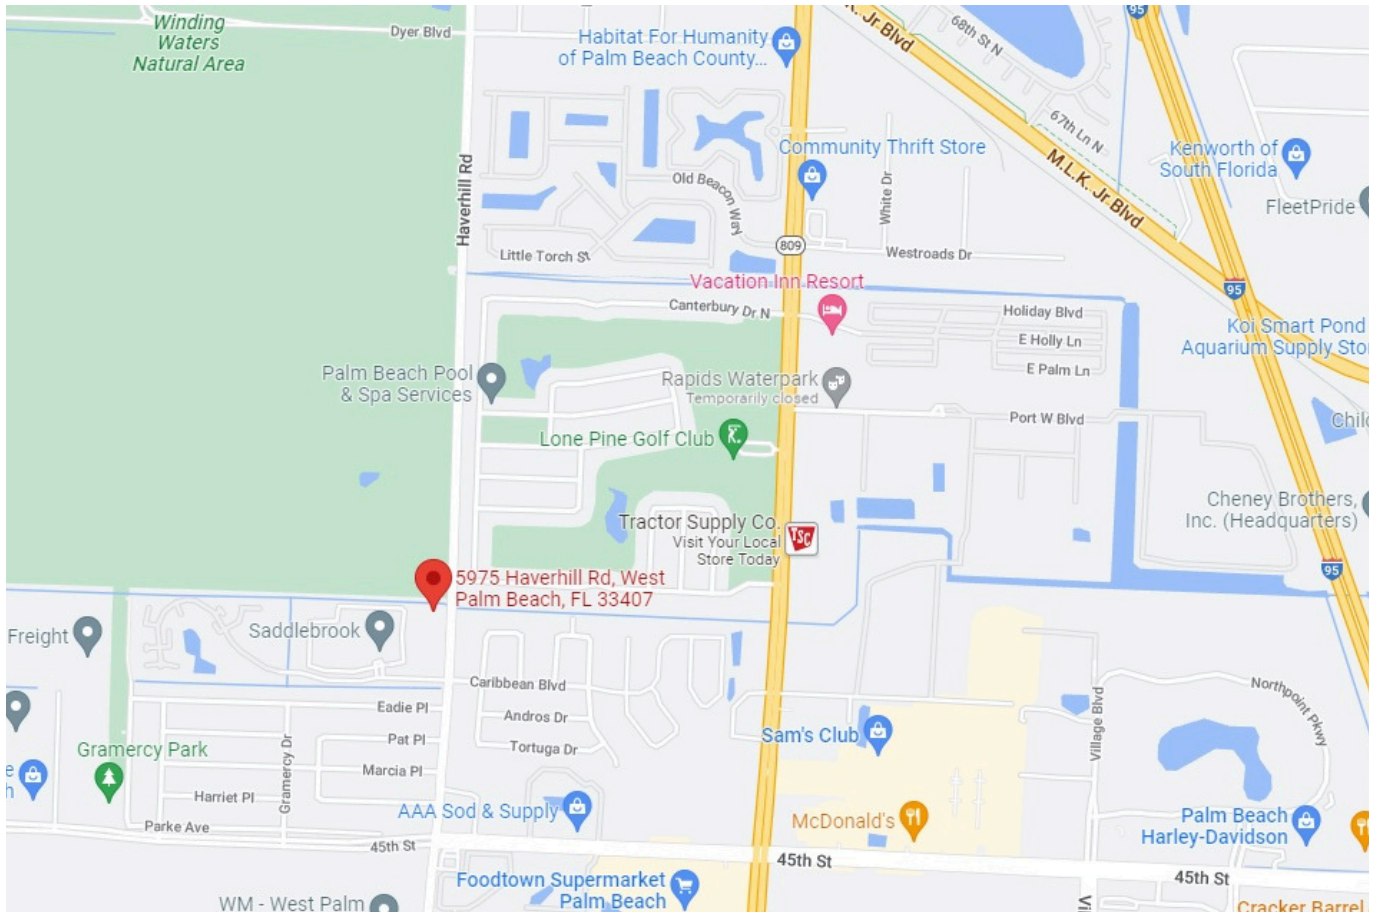 Winding
Waters
Natural Area
Dyer Blvd
Habitat For Humanity
of Palm Beach County...
Jr Blvd
68th St N
95
67th Ln N
Haverhill Rd
Community Thrift Store
Kenworth of
South Florida
M.L.K. Jr Blvd
FleetPride
Old Beacon Way
White Dr
Little Torch St
809
Westroads Dr
Vacation Inn Resort
95
Canterbury Dr N
Holiday Blvd
Koi Smart Pond
Aquarium Supply Sto
E Holly Ln
E Palm Ln
Palm Beach Pool
& Spa Services
Rapids Waterpark
Temporarily closed
Port W Blvd
Lone Pine Golf Club
Cheney Brothers,
Inc. (Headquarters)
Tractor Supply Co.
Visit Your Local
Store Today
TSC
95
5975 Haverhill Rd, West
Palm Beach, FL 33407
Freight
Saddlebrook
Caribbean Blvd
Eadie Pl
Andros Dr
Pat Pl
Tortuga Dr
Marcia Pl
Gramercy Park
Gramercy Dr
Harriet Pl
Parke Ave
45th St
AAA Sod & Supply
Sam's Club
Village Blvd
Northpoint Pkwy
McDonald's
Palm Beach
Harley-Davidson
45th St
45th St
Foodtown Supermarket
Palm Beach
WM - West Palm
Cracker Barrel